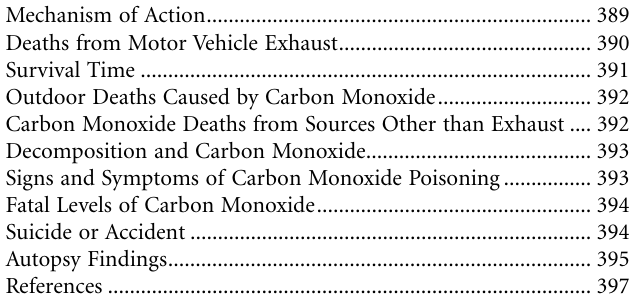 Mechanism of Action.................................................................... 389
Deaths from Motor Vehicle Exhaust............................................. 390
Survival Time ................................................................................ 391
Outdoor Deaths Caused by Carbon Monoxide........................... 392
Carbon Monoxide Deaths from Sources Other than Exhaust .... 392
Decomposition and Carbon Monoxide........................................ 393
Signs and Symptoms of Carbon Monoxide Poisoning ............... 393
Fatal Levels of Carbon Monoxide................................................. 394
Suicide or Accident ....................................................................... 394
Autopsy Findings........................................................................... 395
References ...................................................................................... 397